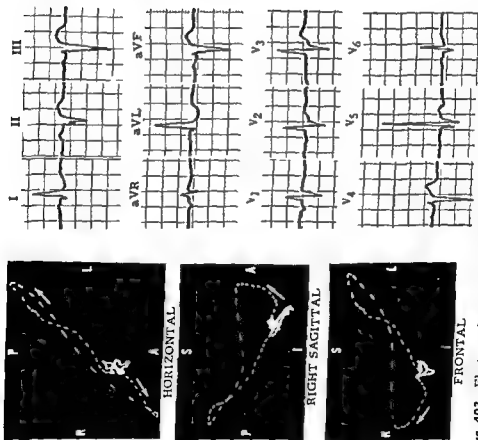 I II III
aVR aVL aVF
V1 V2 V3
V4 V5 V6
P
R L
A
HORIZONTAL
S
P A
I
RIGHT SAGITTAL
S
R L
I
FRONTAL